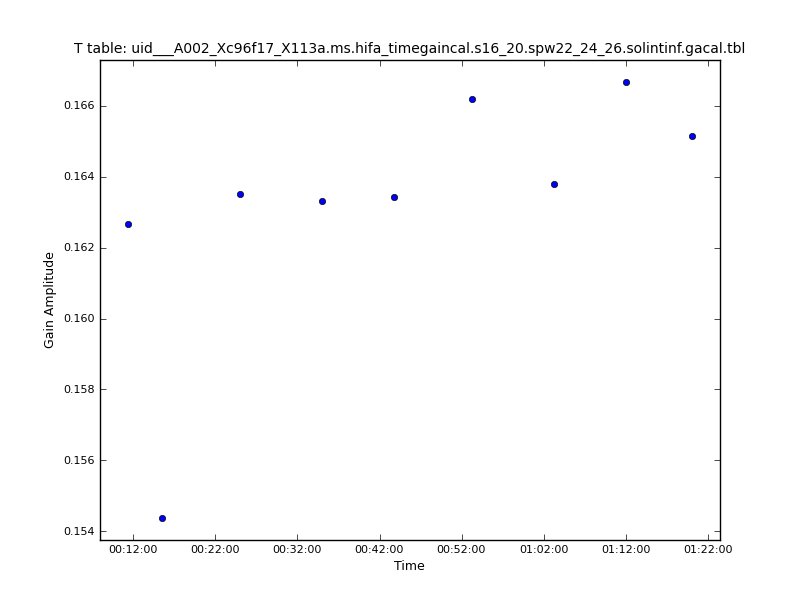 T table: uid___A002_Xc96f17_X113a.ms.hifa_timegaincal.s16_20.spw22_24_26.solintinf.gacal.tbl
0.166
0.164
0.162
0.160
0.158
0.156
0.154
Gain Amplitude
00:12:00 00:22:00 00:32:00 00:42:00 00:52:00 01:02:00 01:12:00 01:22:00
Time